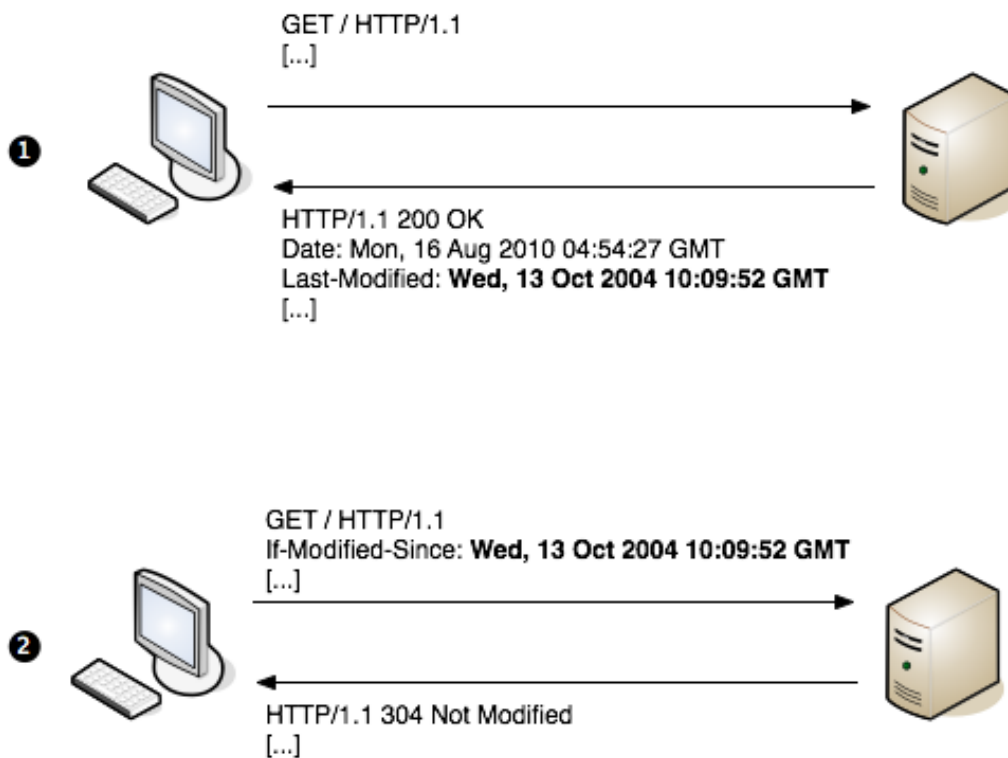 GET / HTTP/1.1
[...]
❶
HTTP/1.1 200 OK
Date: Mon, 16 Aug 2010 04:54:27 GMT
Last-Modified: Wed, 13 Oct 2004 10:09:52 GMT
[...]
GET / HTTP/1.1
If-Modified-Since: Wed, 13 Oct 2004 10:09:52 GMT
[...]
❷
HTTP/1.1 304 Not Modified
[...]